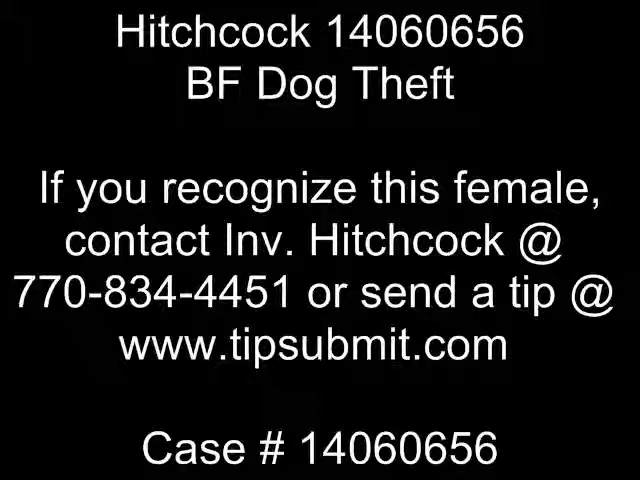 Hitchcock 14060656
BF Dog Theft
If you recognize this female,
contact Inv. Hitchcock @
770-834-4451 or send a tip @
www.tipsubmit.com
Case # 14060656